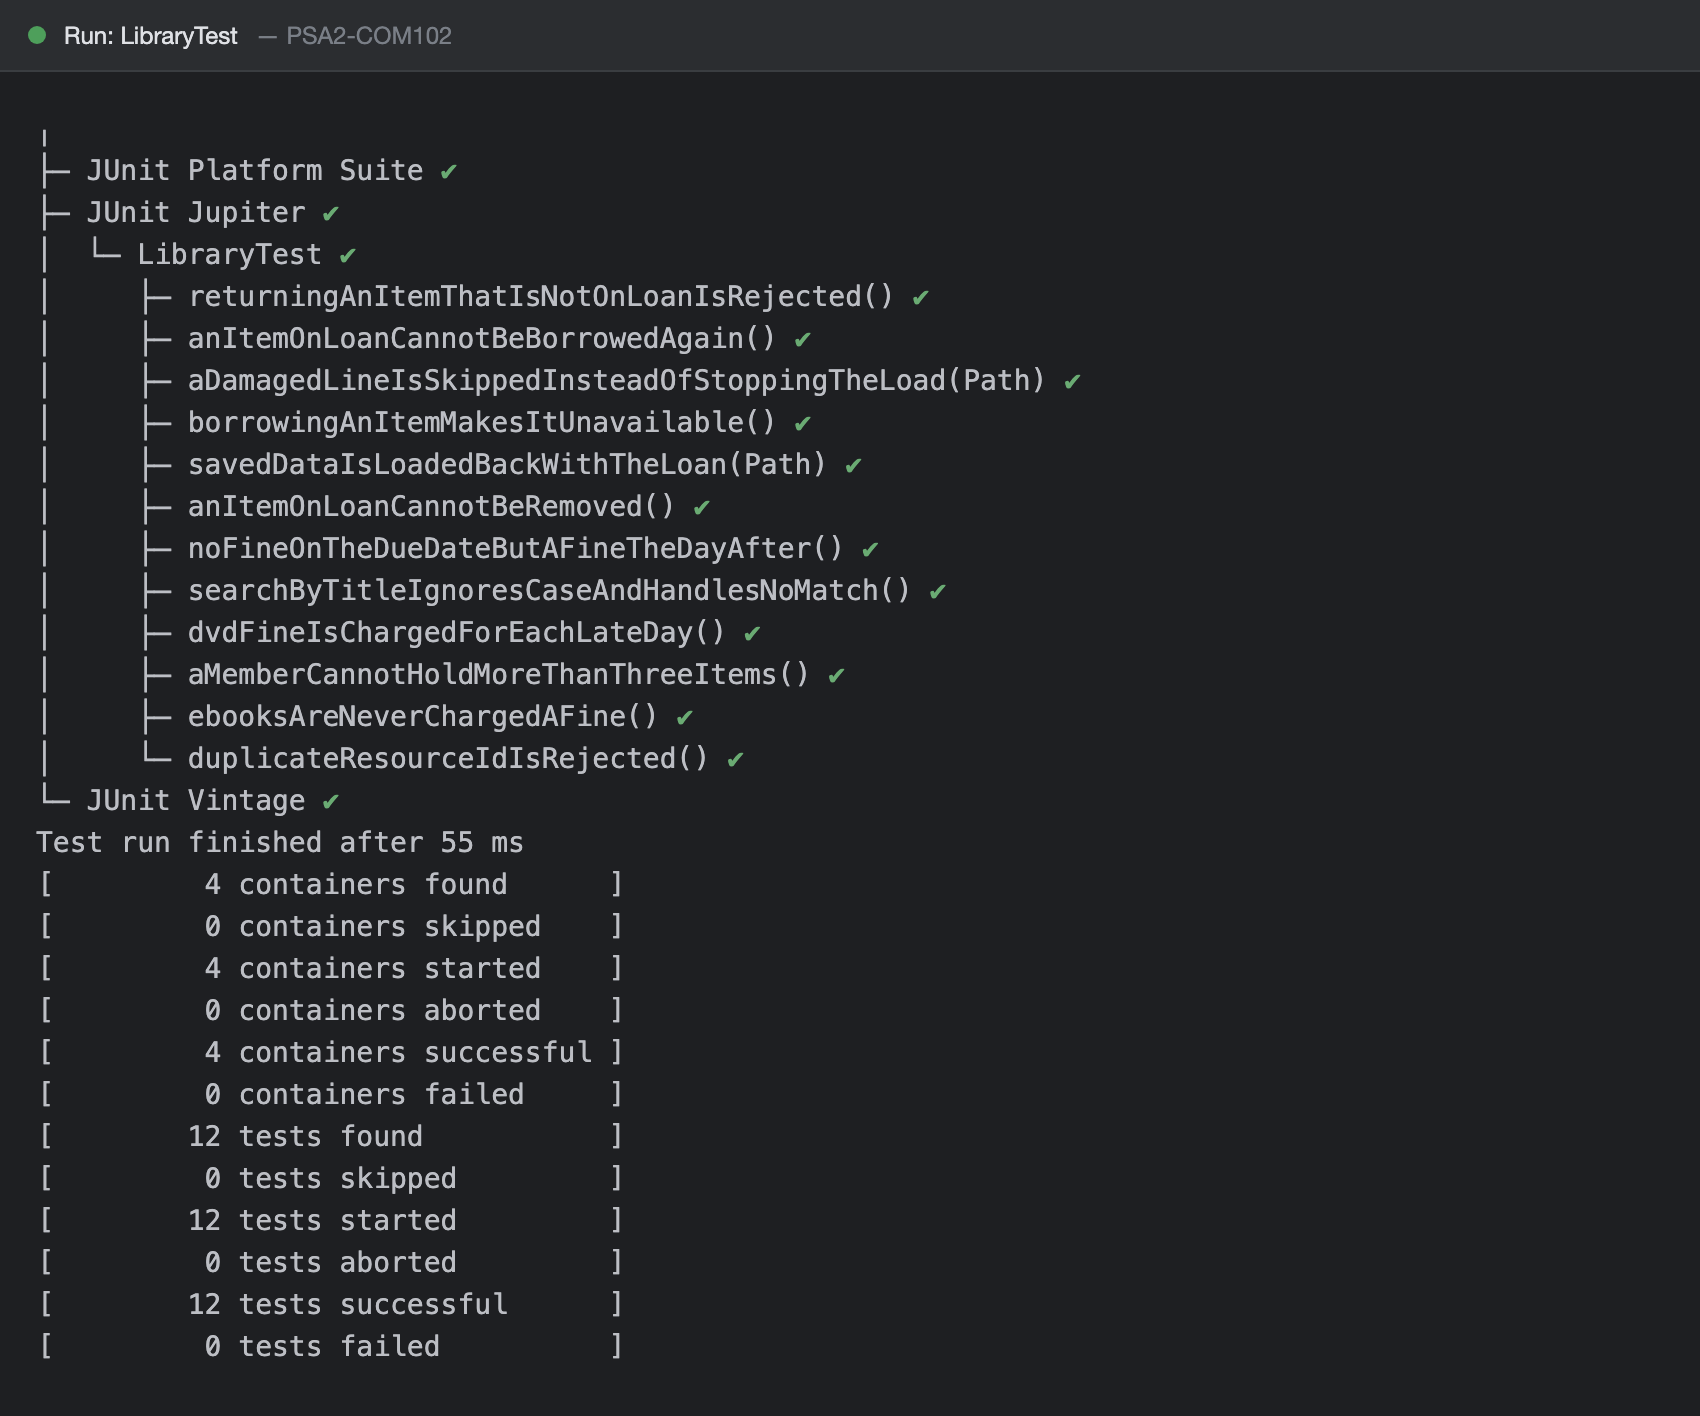 Run: LibraryTest — PSA2-COM102
╷
├─ JUnit Platform Suite ✔
├─ JUnit Jupiter ✔
│  └─ LibraryTest ✔
│     ├─ returningAnItemThatIsNotOnLoanIsRejected() ✔
│     ├─ anItemOnLoanCannotBeBorrowedAgain() ✔
│     ├─ aDamagedLineIsSkippedInsteadOfStoppingTheLoad(Path) ✔
│     ├─ borrowingAnItemMakesItUnavailable() ✔
│     ├─ savedDataIsLoadedBackWithTheLoan(Path) ✔
│     ├─ anItemOnLoanCannotBeRemoved() ✔
│     ├─ noFineOnTheDueDateButAFineTheDayAfter() ✔
│     ├─ searchByTitleIgnoresCaseAndHandlesNoMatch() ✔
│     ├─ dvdFineIsChargedForEachLateDay() ✔
│     ├─ aMemberCannotHoldMoreThanThreeItems() ✔
│     ├─ ebooksAreNeverChargedAFine() ✔
│     └─ duplicateResourceIdIsRejected() ✔
└─ JUnit Vintage ✔
Test run finished after 55 ms
[         4 containers found      ]
[         0 containers skipped    ]
[         4 containers started    ]
[         0 containers aborted    ]
[         4 containers successful ]
[         0 containers failed     ]
[        12 tests found           ]
[         0 tests skipped         ]
[        12 tests started         ]
[         0 tests aborted         ]
[        12 tests successful      ]
[         0 tests failed          ]